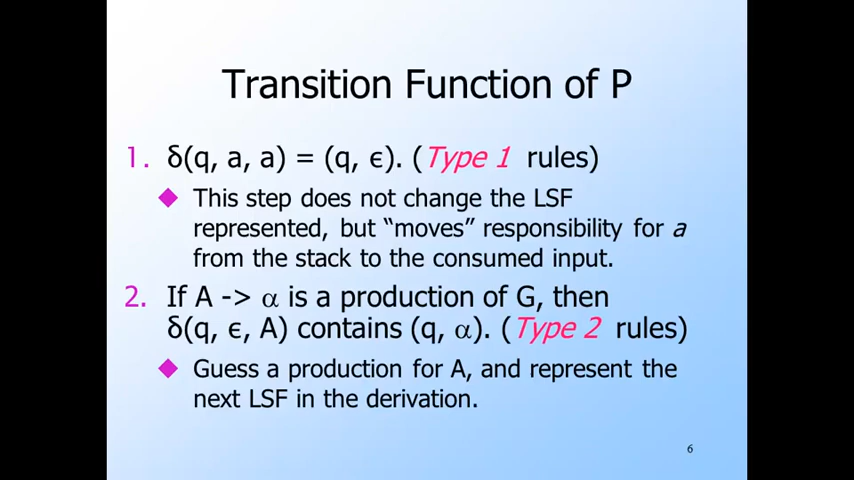 Transition Function of P
1. δ(q, a, a) = (q, ϵ). (Type 1 rules)
This step does not change the LSF
represented, but “moves” responsibility for a
from the stack to the consumed input.
2. If A -> α is a production of G, then
δ(q, ϵ, A) contains (q, α). (Type 2 rules)
Guess a production for A, and represent the
next LSF in the derivation.
6